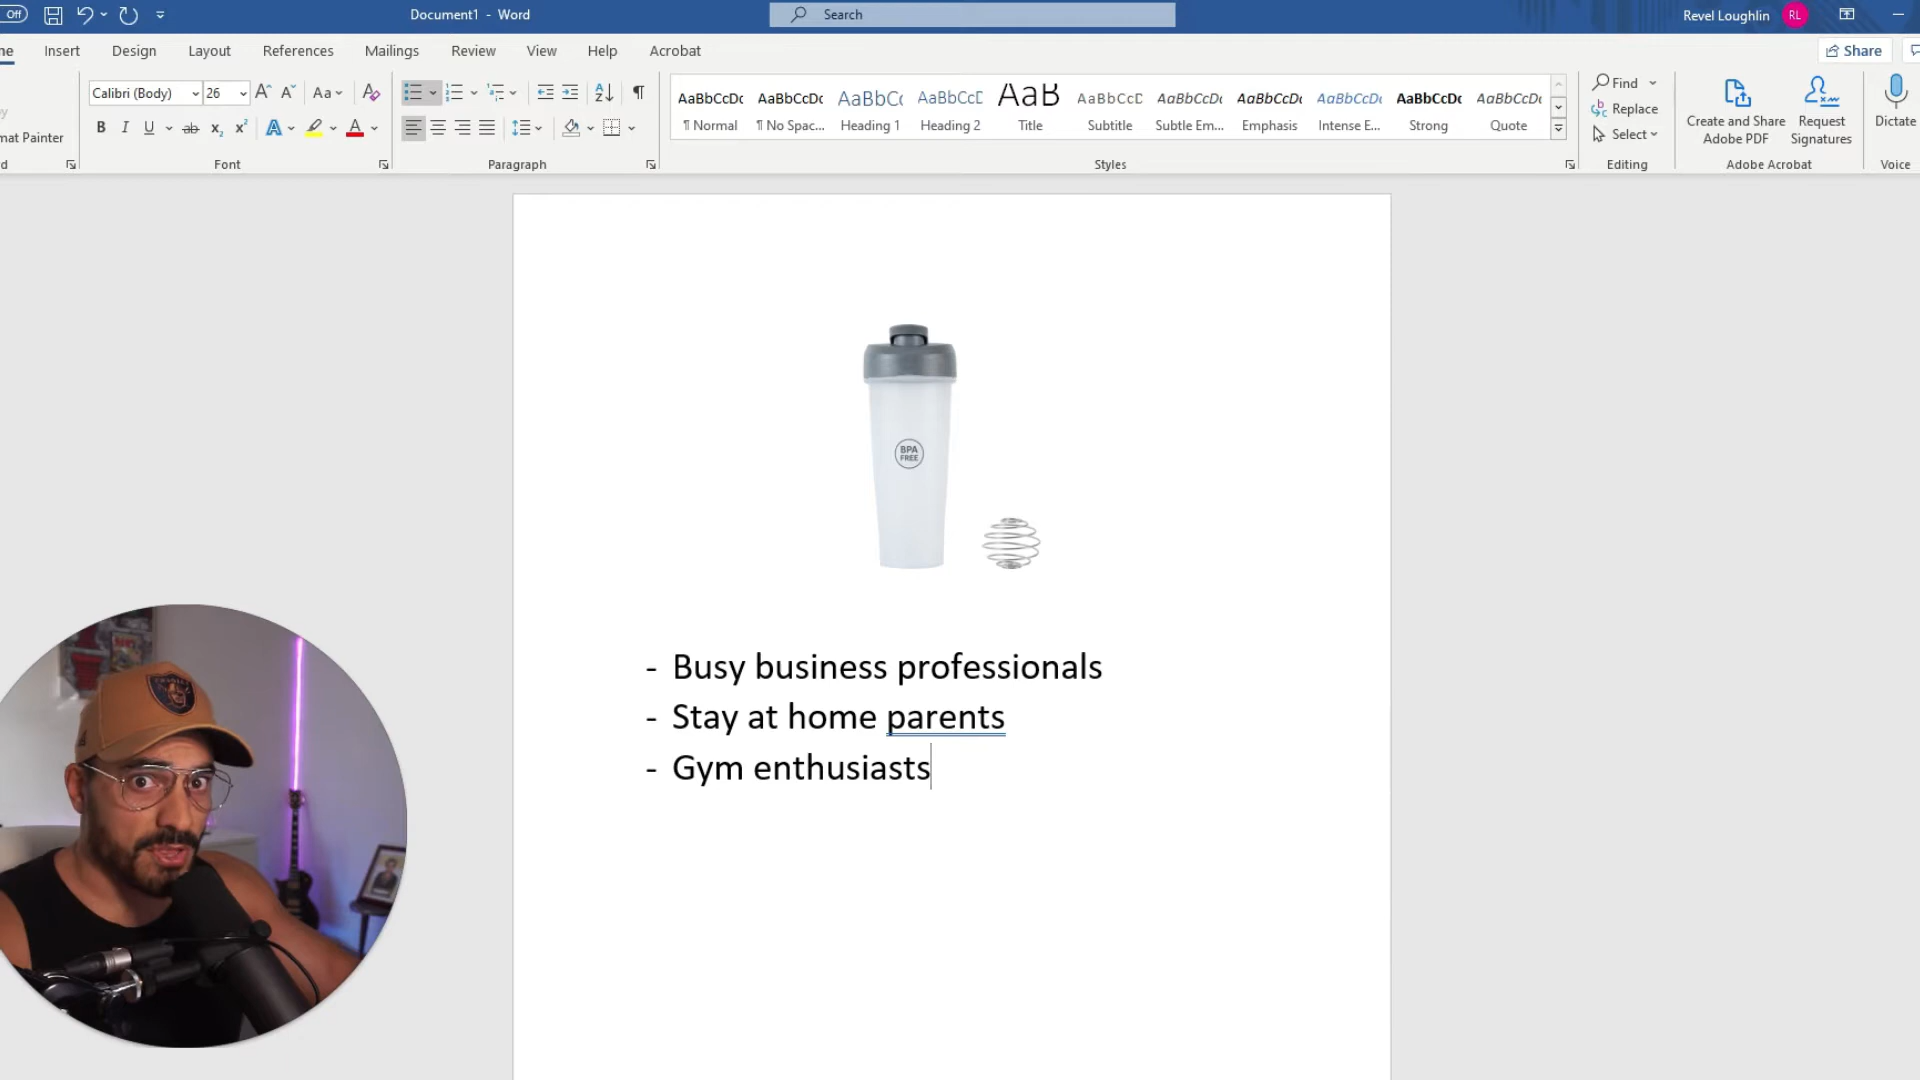 Off
Document1 - Word
Search
Revel Loughlin
RL
Insert
Design
Layout
References
Mailings
Review
View
Help
Acrobat
Share
Calibri (Body)
26
Aa
AaBbCcDc
AaBbCcDc
AaBbCc
AaBbCcD
AaB
AaBbCcD
AaBbCcDc
AaBbCcDc
AaBbCcDc
AaBbCcDc
AaBbCcDc
Find
Replace
Select
¶ Normal
¶ No Spac...
Heading 1
Heading 2
Title
Subtitle
Subtle Em...
Emphasis
Intense E...
Strong
Quote
Create and Share
Adobe PDF
Request
Signatures
Dictate
mat Painter
Font
Paragraph
Styles
Editing
Adobe Acrobat
Voice
BPA
FREE
- Busy business professionals
- Stay at home parents
- Gym enthusiasts